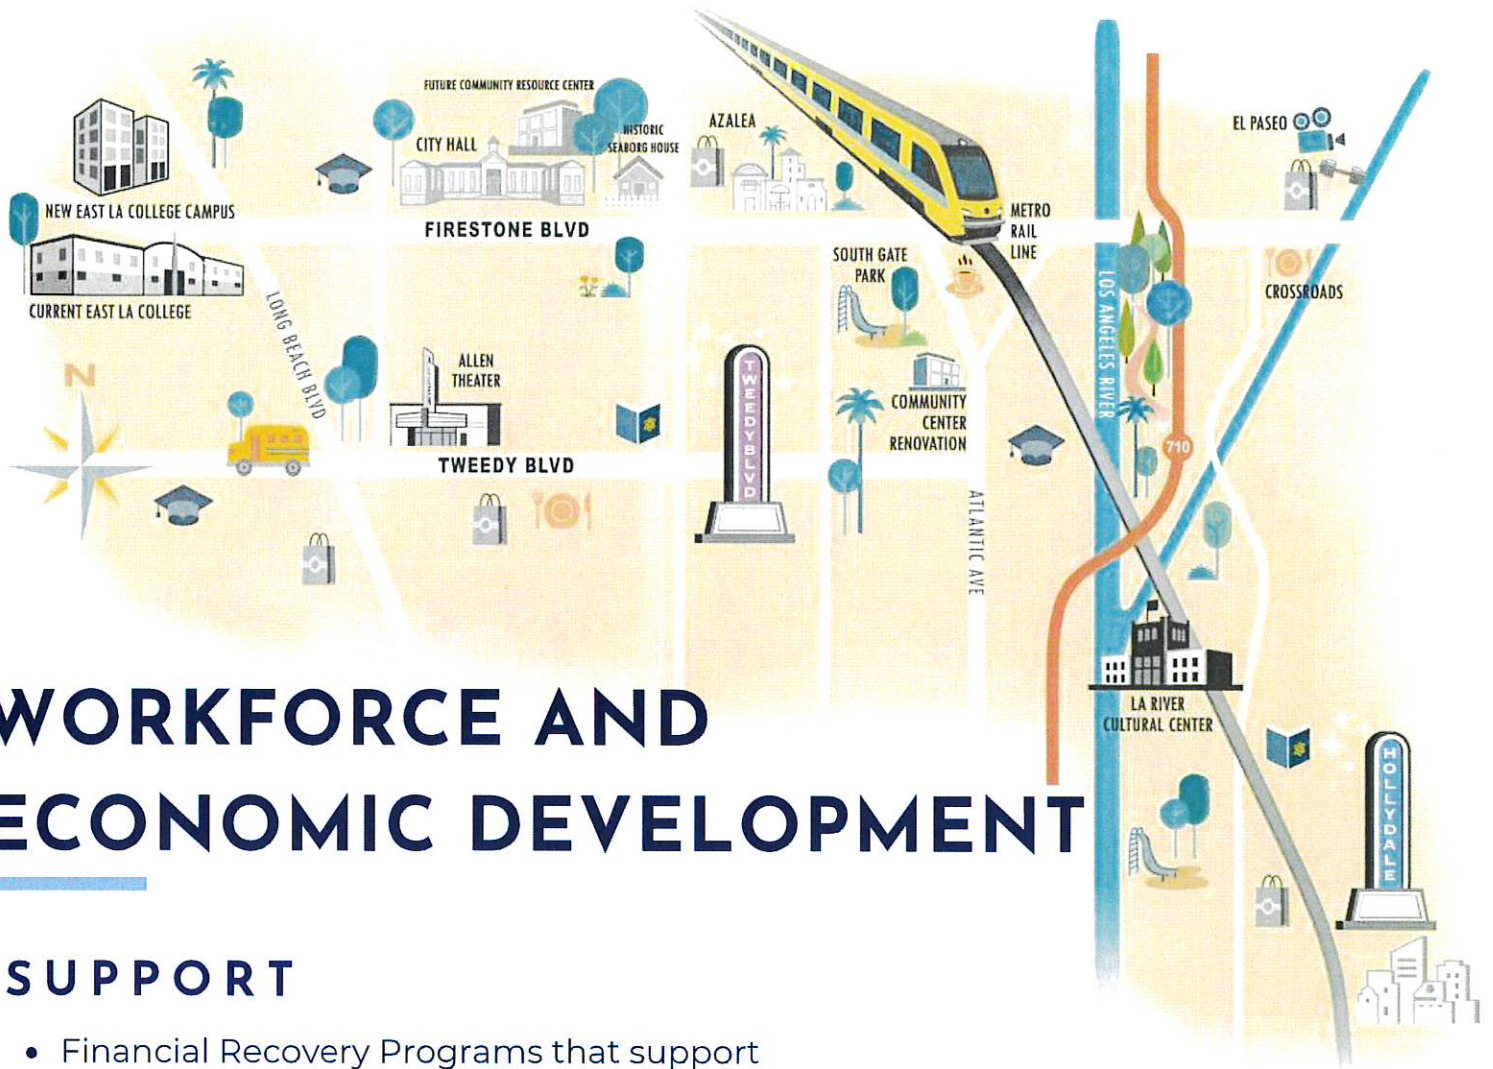 FUTURE COMMUNITY RESOURCE CENTER
CITY HALL
HISTORIC
SEABORG HOUSE
AZALEA
EL PASEO
NEW EAST LA COLLEGE CAMPUS
FIRESTONE BLVD
METRO
RAIL
LINE
SOUTH GATE
PARK
CURRENT EAST LA COLLEGE
CROSSROADS
LONG BEACH BLVD
LOS ANGELES RIVER
N
ALLEN
ALLEN
THEATER
TWEEDY BLVD
TWEEDYBLVD
COMMUNITY
CENTER
RENOVATION
710
ATLANTIC AVE
LA RIVER
CULTURAL CENTER
HOLLYDALE
WORKFORCE AND
ECONOMIC DEVELOPMENT
SUPPORT
• Financial Recovery Programs that support